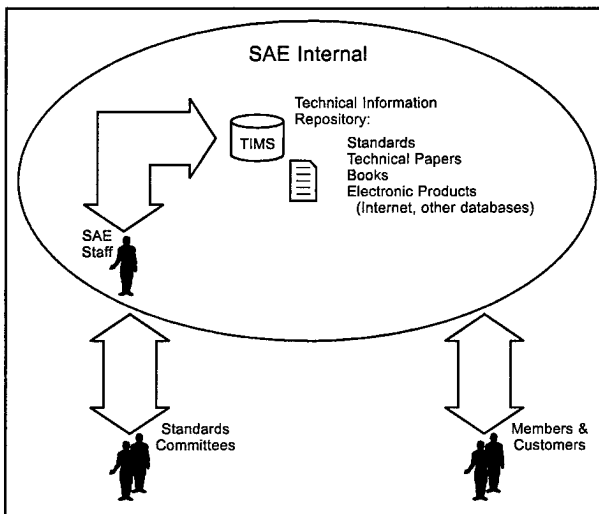 SAE Internal
Technical Information
Repository:
TIMS
Standards
Technical Papers
Books
Electronic Products
(Internet, other databases)
SAE
Staff
Standards
Committees
Members &
Customers